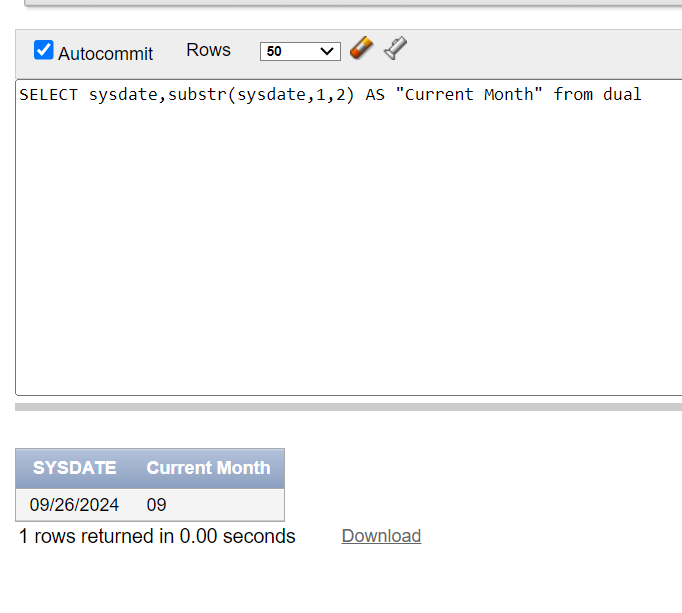 Autocommit Rows 50
SELECT sysdate,substr(sysdate,1,2) AS "Current Month" from dual
SYSDATE Current Month
09/26/2024 09
1 rows returned in 0.00 seconds Download